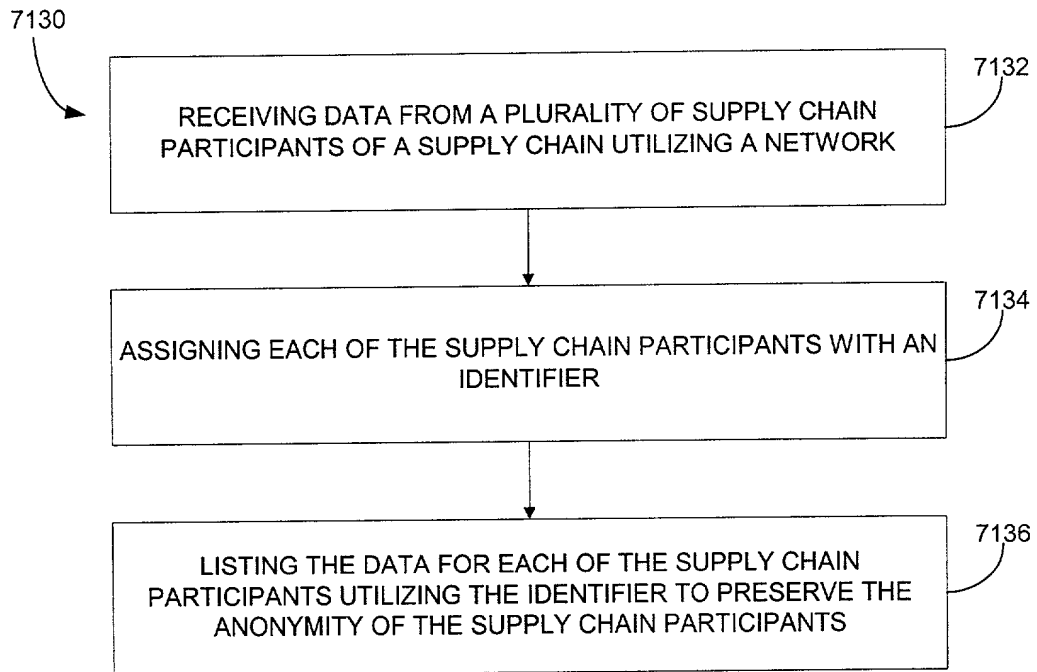 7130
7132
RECEIVING DATA FROM A PLURALITY OF SUPPLY CHAIN
PARTICIPANTS OF A SUPPLY CHAIN UTILIZING A NETWORK
7134
ASSIGNING EACH OF THE SUPPLY CHAIN PARTICIPANTS WITH AN
IDENTIFIER
7136
LISTING THE DATA FOR EACH OF THE SUPPLY CHAIN
PARTICIPANTS UTILIZING THE IDENTIFIER TO PRESERVE THE
ANONYMITY OF THE SUPPLY CHAIN PARTICIPANTS